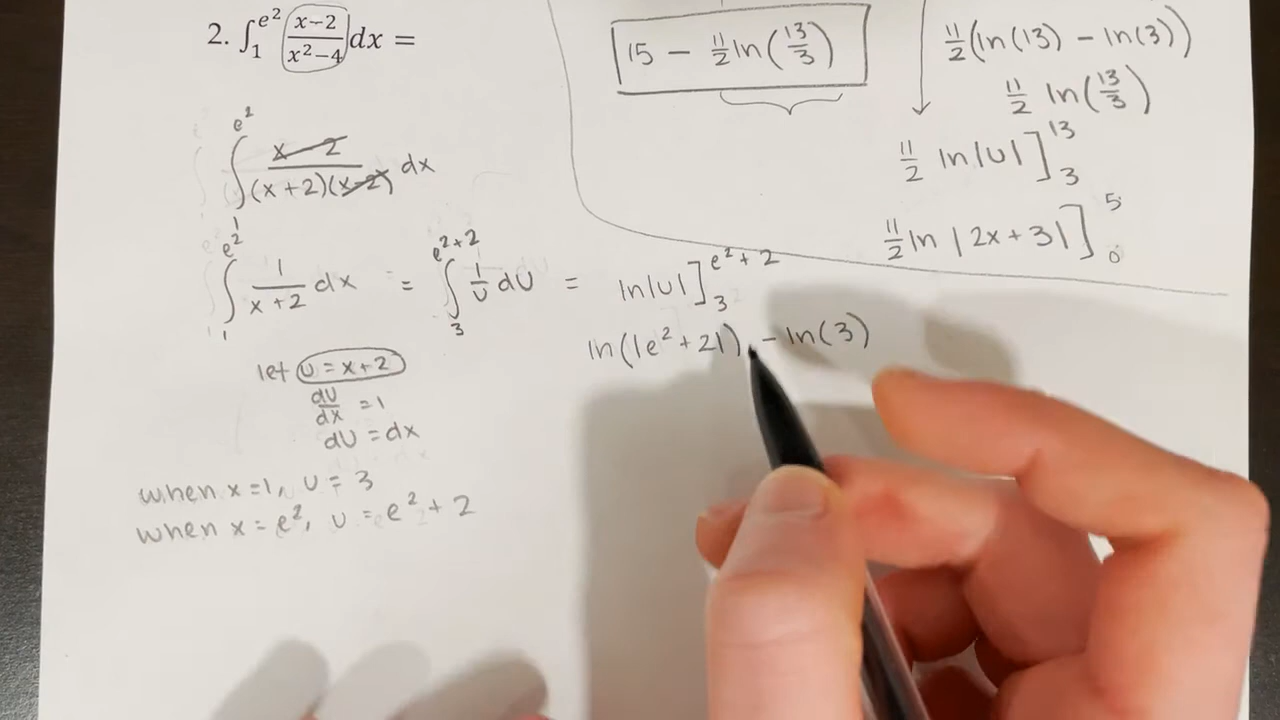 2. ∫₁^{e²} (x−2)/(x²−4) dx =
∫₁^{e²} (x−2)/((x+2)(x−2)) dx
∫₁^{e²} 1/(x+2) dx = ∫₃^{e²+2} 1/u du = ln|u|]₃^{e²+2}
ln(|e²+2|) − ln(3)
let u = x+2
du/dx = 1
du = dx
when x=1, u = 3
when x = e², u = e² + 2
15 − 11/2 ln(13/3)
11/2 (ln(13) − ln(3))
11/2 ln(13/3)
11/2 ln|u|]₃^{13}
11/2 ln|2x+3|]₀^{5}